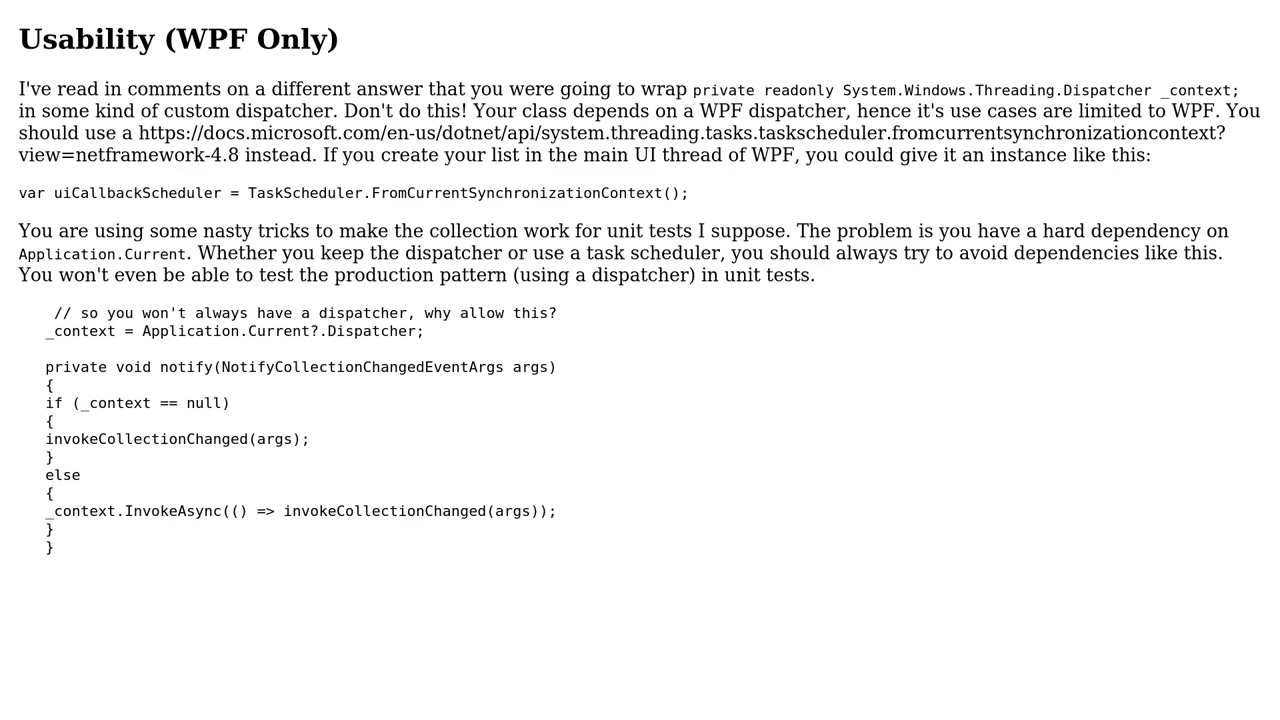 Usability (WPF Only)
I've read in comments on a different answer that you were going to wrap private readonly System.Windows.Threading.Dispatcher _context;
in some kind of custom dispatcher. Don't do this! Your class depends on a WPF dispatcher, hence it's use cases are limited to WPF. You
should use a https://docs.microsoft.com/en-us/dotnet/api/system.threading.tasks.taskscheduler.fromcurrentsynchronizationcontext?
view=netframework-4.8 instead. If you create your list in the main UI thread of WPF, you could give it an instance like this:
var uiCallbackScheduler = TaskScheduler.FromCurrentSynchronizationContext();
You are using some nasty tricks to make the collection work for unit tests I suppose. The problem is you have a hard dependency on
Application.Current. Whether you keep the dispatcher or use a task scheduler, you should always try to avoid dependencies like this.
You won't even be able to test the production pattern (using a dispatcher) in unit tests.
// so you won't always have a dispatcher, why allow this?
_context = Application.Current?.Dispatcher;
private void notify(NotifyCollectionChangedEventArgs args)
{
if (_context == null)
{
invokeCollectionChanged(args);
}
else
{
_context.InvokeAsync(() => invokeCollectionChanged(args));
}
}